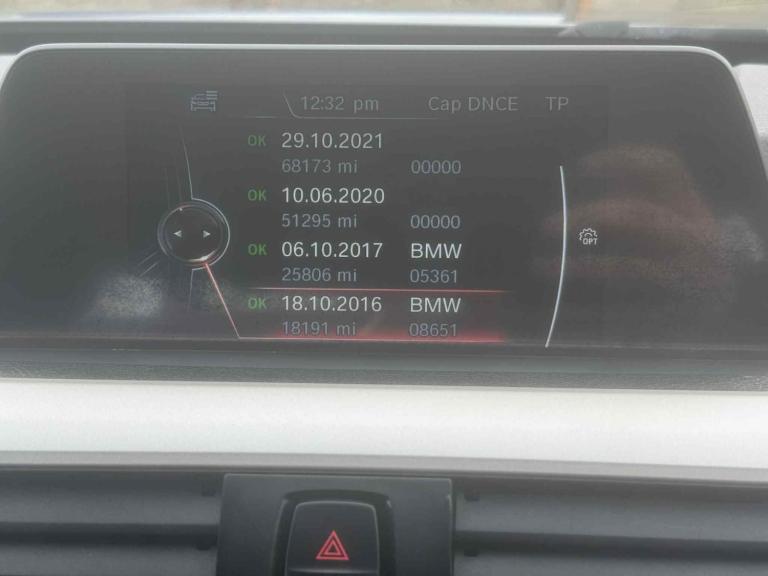 12:32 pm Cap DNCE TP
OK 29.10.2021
68173 mi 00000
OK 10.06.2020
51295 mi 00000
OK 06.10.2017 BMW
25806 mi 05361
OPT
OK 18.10.2016 BMW
18191 mi 08651